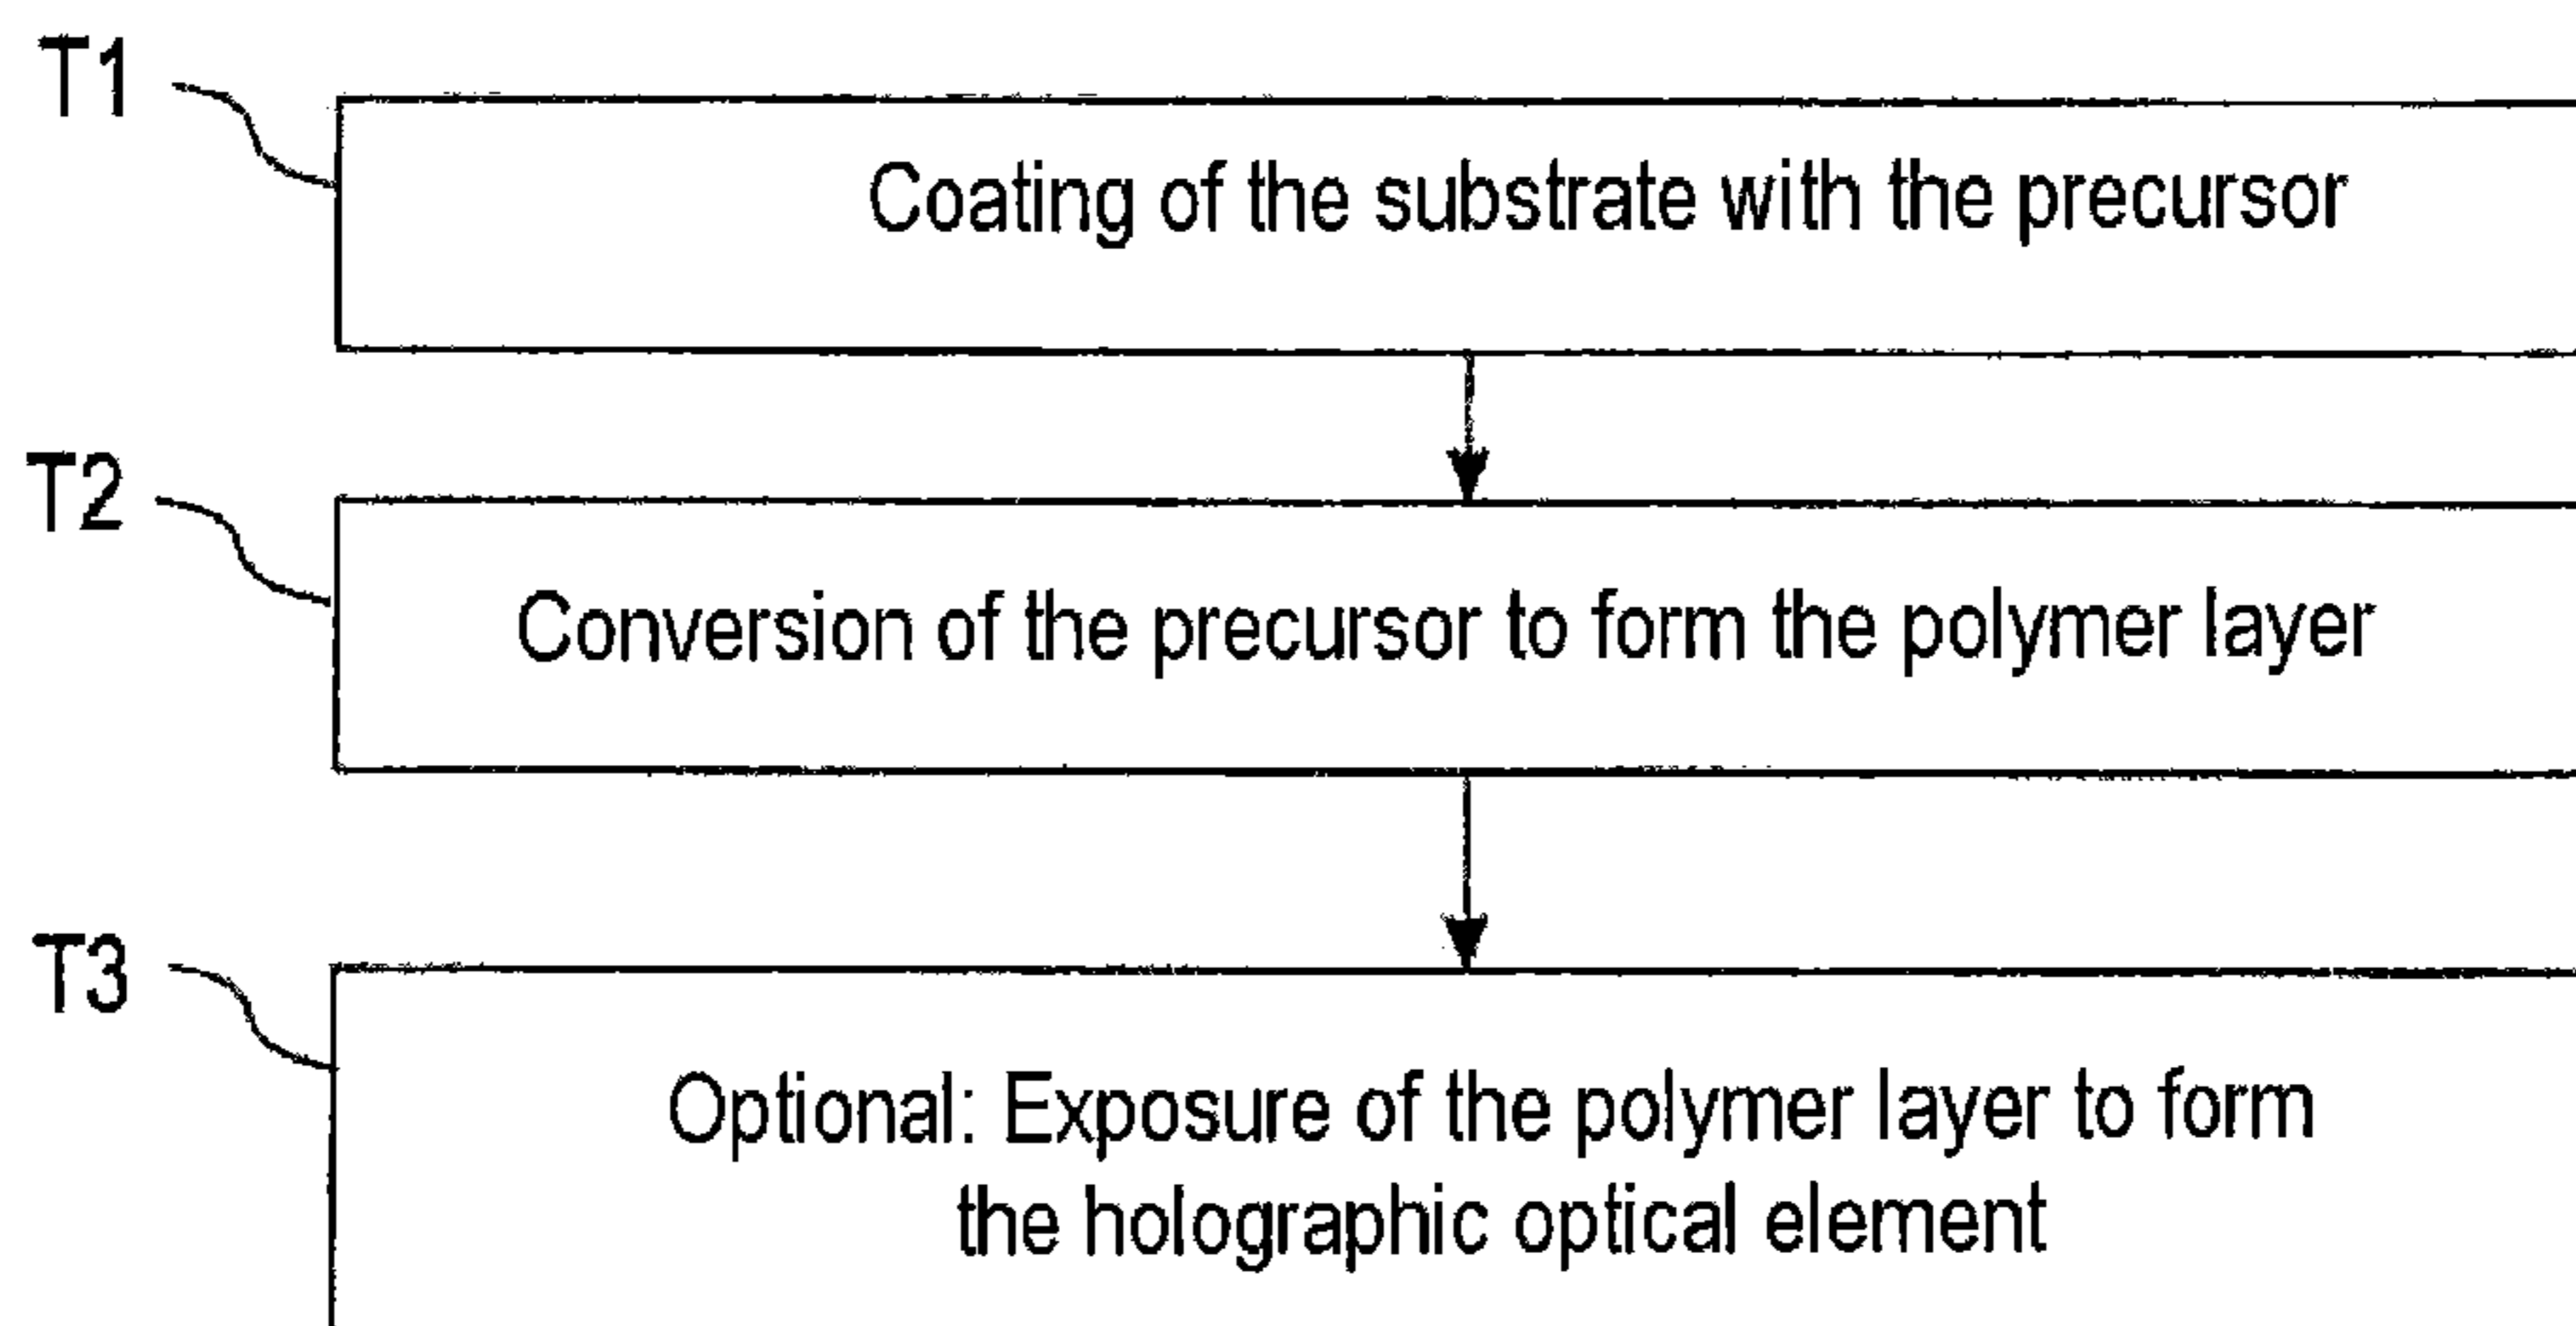 T1
Coating of the substrate with the precursor
T2
Conversion of the precursor to form the polymer layer
T3
Optional: Exposure of the polymer layer to form
the holographic optical element